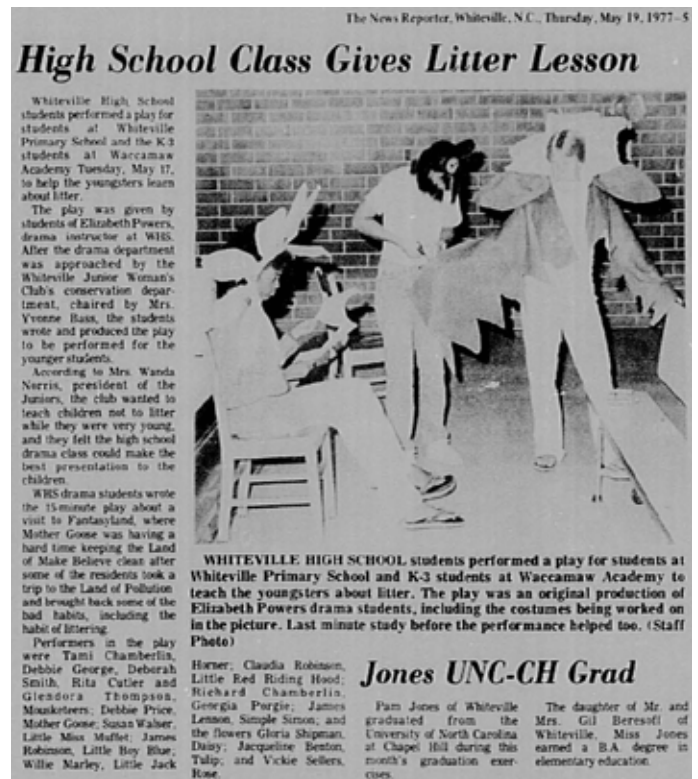 The News Reporter, Whiteville, N.C., Thursday, May 19, 1977-5
High School Class Gives Litter Lesson
Whiteville High School
students performed a play for
students at Whiteville
Primary School and the K-3
students at Waccamaw
Academy Tuesday, May 17,
to help the youngsters learn
about litter.
The play was given by
students of Elizabeth Powers,
drama instructor at WHS.
After the drama department
was approached by the
Whiteville Junior Woman's
Club's conservation depar-
tment, chaired by Mrs.
Yvonne Bass, the students
wrote and produced the play
to be performed for the
younger students.
According to Mrs. Wanda
Norris, president of the
Juniors, the club wanted to
teach children not to litter
while they were very young,
and they felt the high school
drama class could make the
best presentation to the
children.
WHS drama students wrote
the 15-minute play about a
visit to Fantasyland, where
Mother Goose was having a
hard time keeping the Land
of Make Believe clean after
some of the residents took a
trip to the Land of Pollution
and brought back some of the
bad habits, including the
habit of littering.
Performers in the play
were Tami Chamberlin,
Debbie George, Deborah
Smith, Rita Cutler and
Glendora Thompson,
Mousketeers; Debbie Price,
Mother Goose; Susan Walser,
Little Miss Muffet; James
Robinson, Little Boy Blue;
Willie Marley, Little Jack
WHITEVILLE HIGH SCHOOL students performed a play for students at
Whiteville Primary School and K-3 students at Waccamaw Academy to
teach the youngsters about litter. The play was an original production of
Elizabeth Powers drama students, including the costumes being worked on
in the picture. Last minute study before the performance helped too. (Staff
Photo)
Horner; Claudia Robinson,
Little Red Riding Hood;
Richard Chamberlin,
Georgia Porgie; James
Lennon, Simple Simon; and
the flowers Gloria Shipman,
Daisy; Jacqueline Benton,
Tulip; and Vickie Sellers,
Rose.
Jones UNC-CH Grad
Pam Jones of Whiteville
graduated from the
University of North Carolina
at Chapel Hill during this
month's graduation exer-
cises.
The daughter of Mr. and
Mrs. Gil Beresoff of
Whiteville, Miss Jones
earned a B.A. degree in
elementary education.